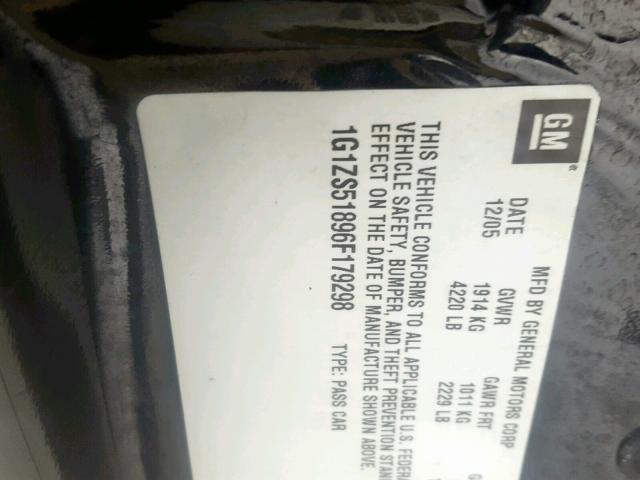 GM®
MFD BY GENERAL MOTORS CORP
DATE GVWR GAWR FRT
12/05 1914 KG 1011 KG
4220 LB 2229 LB
THIS VEHICLE CONFORMS TO ALL APPLICABLE U.S. FEDERA
VEHICLE SAFETY, BUMPER, AND THEFT PREVENTION STAN
EFFECT ON THE DATE OF MANUFACTURE SHOWN ABOVE.
1G1ZS51896F179298 TYPE: PASS CAR